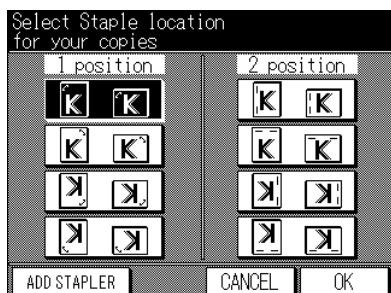 Select Staple location
for your copies
1 position
2 position
K K
K K
K K
K K
K K
K K
K K
K K
ADD STAPLER
CANCEL
OK